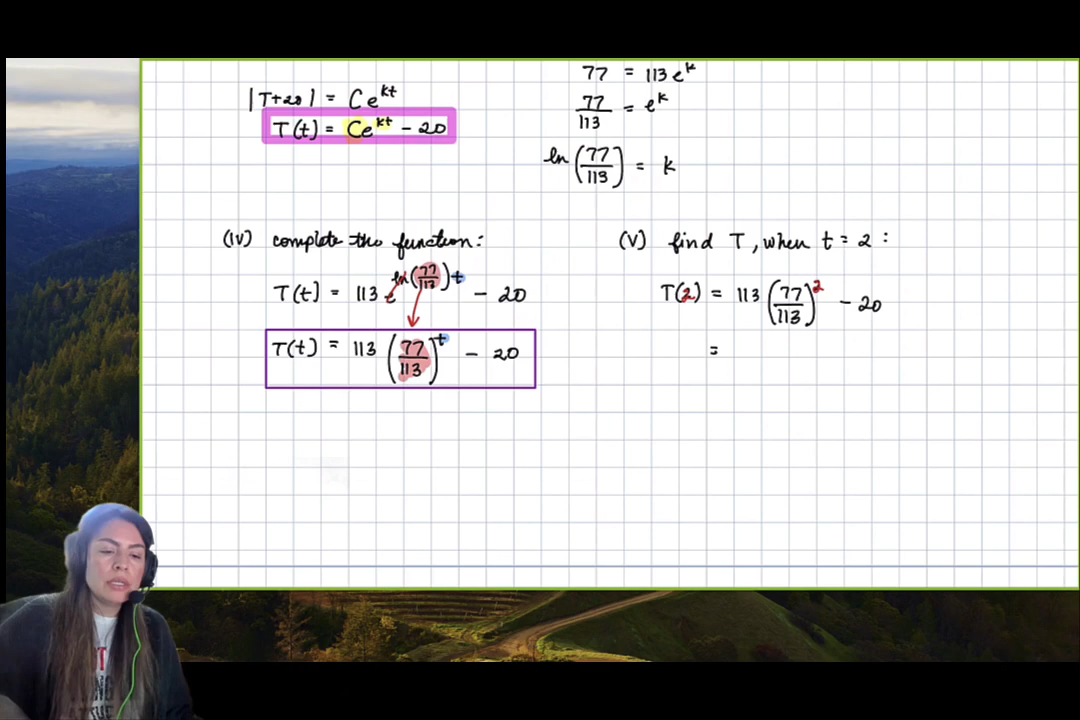 |T+20| = Ce^kt
T(t) = Ce^kt - 20
77 = 113e^k
77/113 = e^k
ln(77/113) = k
(IV) complete the function:
T(t) = 113 e^ln(77/113)t - 20
T(t) = 113 (77/113)^t - 20
(V) find T, when t = 2 :
T(2) = 113 (77/113)^2 - 20
=